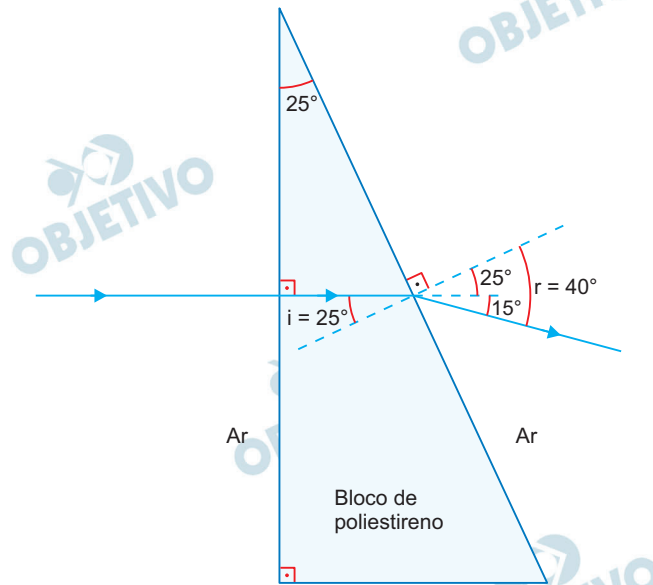 OBJETIVO
25°
OBJETIVO
25°
r = 40°
i = 25°
15°
Ar
Ar
Bloco de
poliestireno